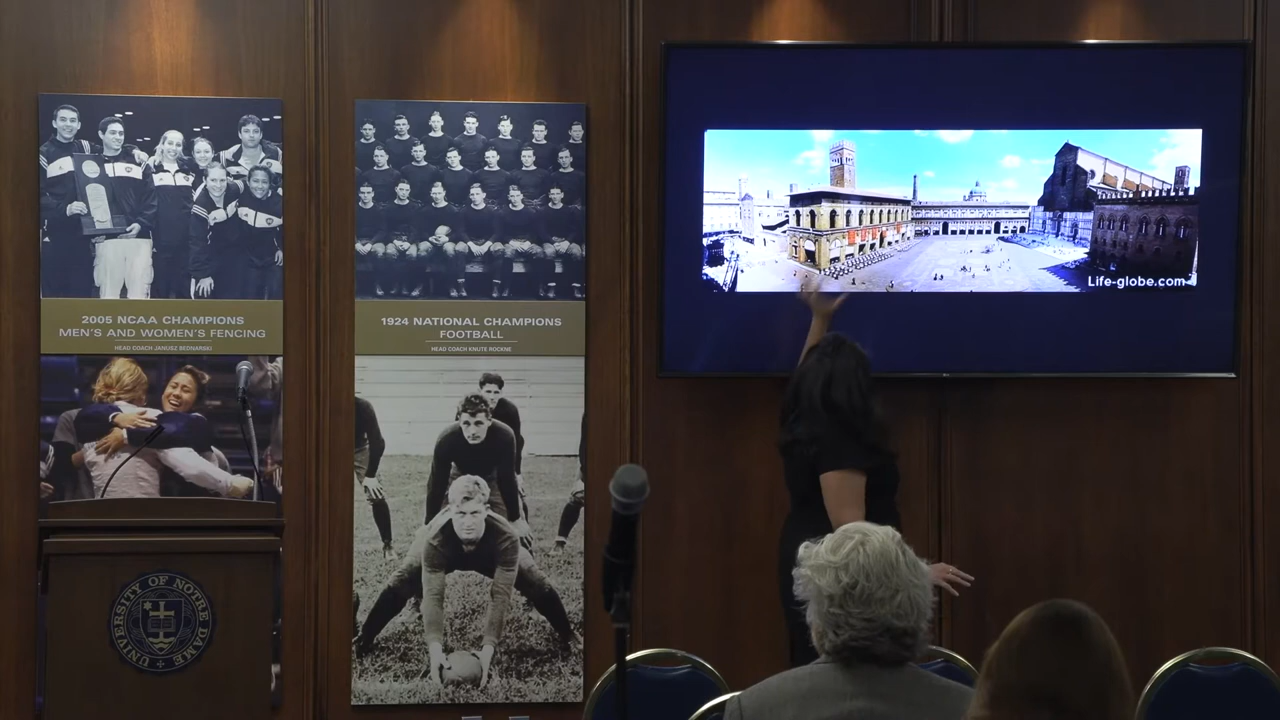 2005 NCAA CHAMPIONS
MEN'S AND WOMEN'S FENCING
HEAD COACH JANUSZ BEDNARSKI
1924 NATIONAL CHAMPIONS
FOOTBALL
HEAD COACH KNUTE ROCKNE
Life-globe.com
UNIVERSITY OF NOTRE DAME